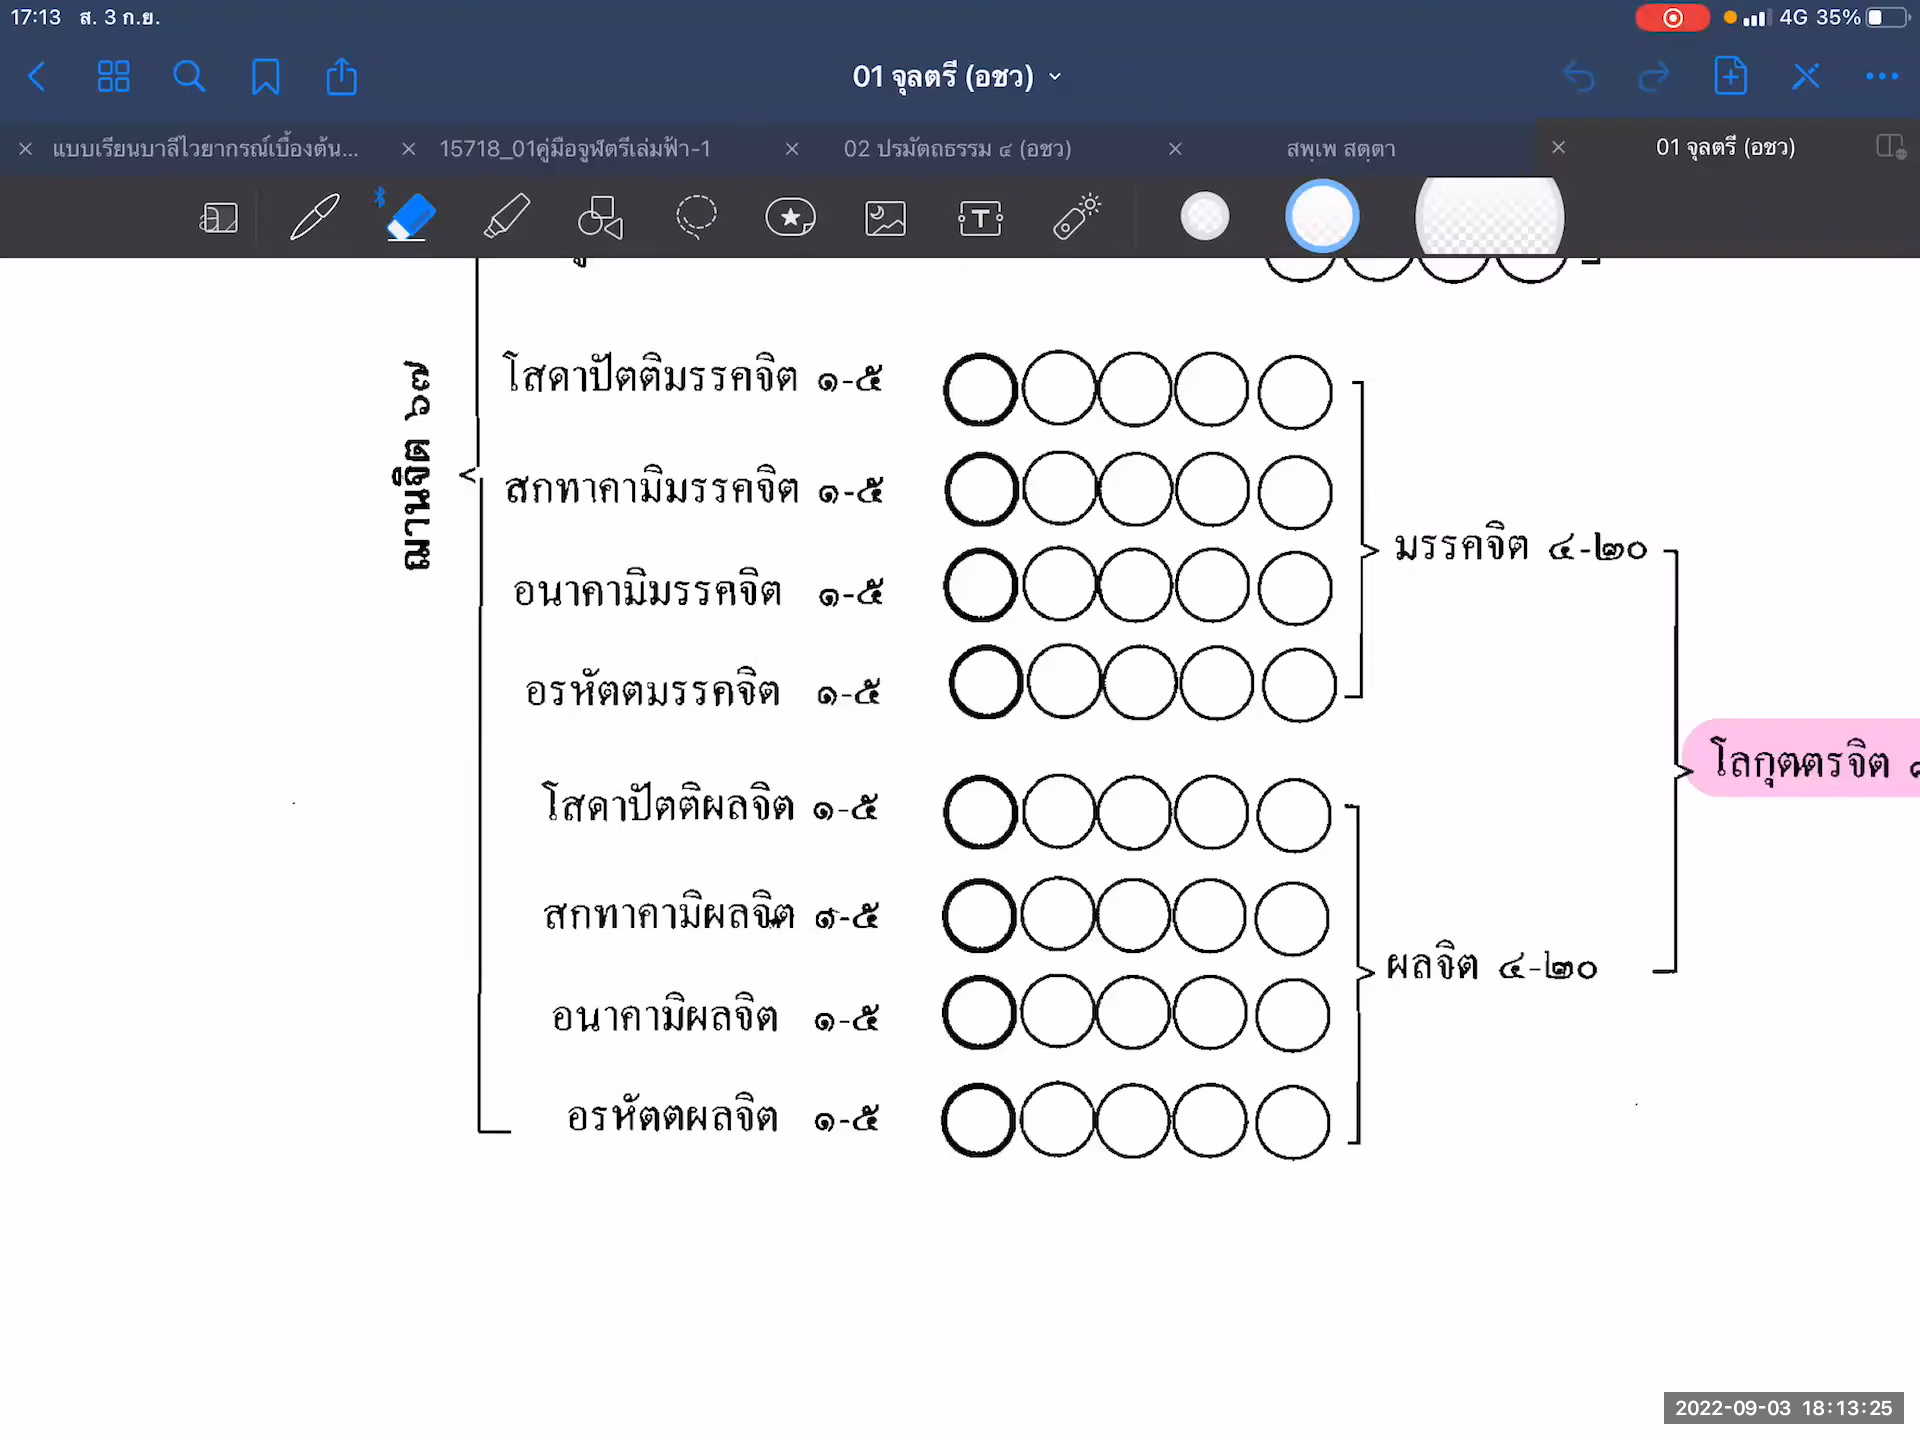 17:13 ส. 3 ก.ย.
4G 35%
01 จุลตรี (อชว)
แบบเรียนบาลีไวยากรณ์เบื้องต้น...
15718_01คู่มือจูฬตรีเล่มฟ้า-1
02 ปรมัตถธรรม ๔ (อชว)
สพฺเพ สตฺตา
01 จุลตรี (อชว)
ฌานจิต ๖๗
โสดาปัตติมรรคจิต ๑-๕
สกทาคามิมรรคจิต ๑-๕
อนาคามิมรรคจิต ๑-๕
อรหัตตมรรคจิต ๑-๕
มรรคจิต ๔-๒๐
โลกุตตรจิต
โสดาปัตติผลจิต ๑-๕
สกทาคามิผลจิต ๑-๕
อนาคามิผลจิต ๑-๕
อรหัตตผลจิต ๑-๕
ผลจิต ๔-๒๐
2022-09-03 18:13:25